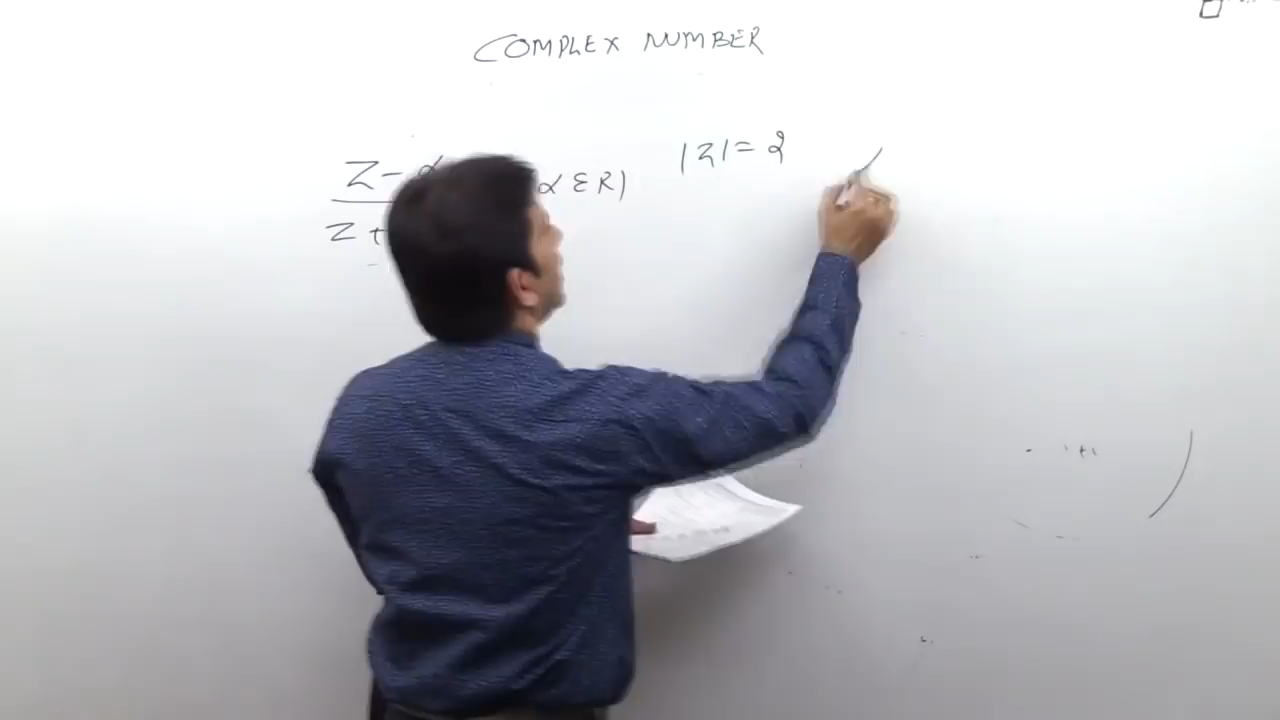 COMPLEX NUMBER
Z - α
Z +
α ∈ R)
|Z| = 2